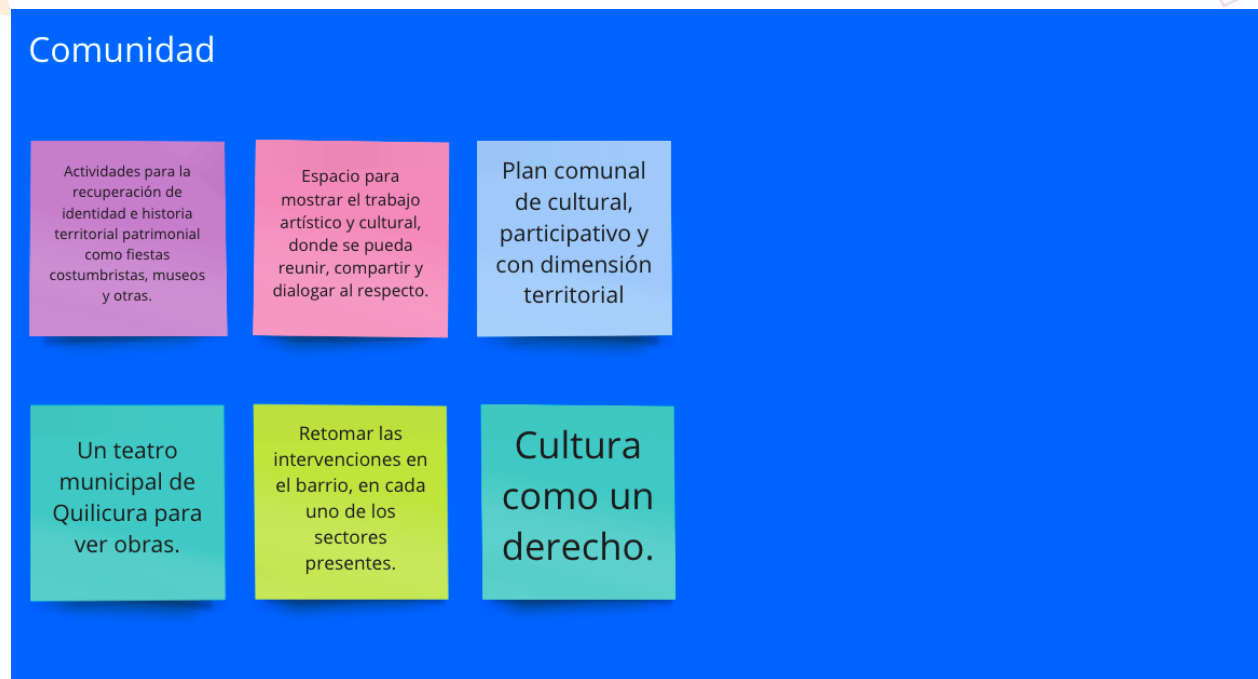 Comunidad
Actividades para la
recuperación de
identidad e historia
territorial patrimonial
como fiestas
costumbristas, museos
y otras.
Espacio para
mostrar el trabajo
artístico y cultural,
donde se pueda
reunir, compartir y
dialogar al respecto.
Plan comunal
de cultural,
participativo y
con dimensión
territorial
Un teatro
municipal de
Quilicura para
ver obras.
Retomar las
intervenciones en
el barrio, en cada
uno de los
sectores
presentes.
Cultura
como un
derecho.